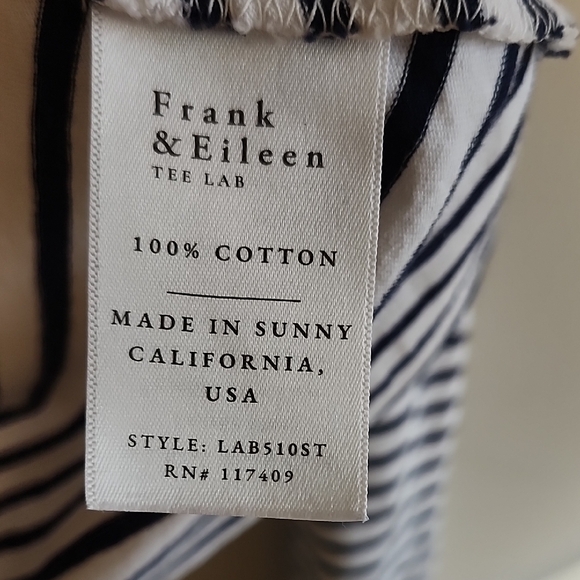 Frank
& Eileen
TEE LAB
100% COTTON
MADE IN SUNNY
CALIFORNIA,
USA
STYLE: LAB510ST
RN# 117409